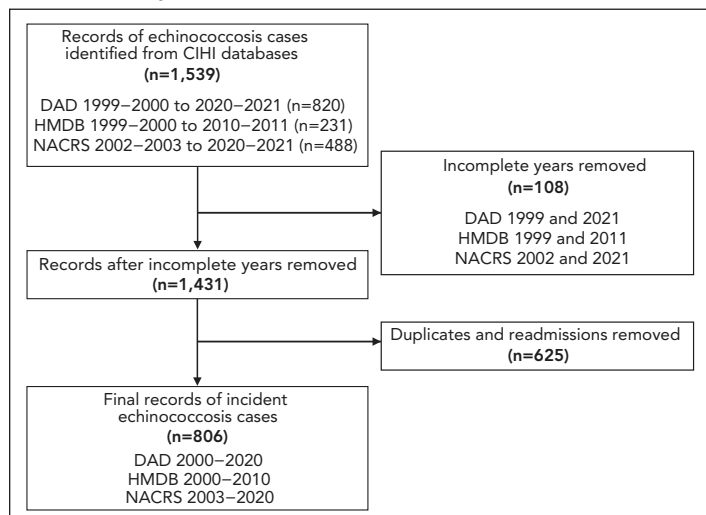 Records of echinococcosis cases
identified from CIHI databases
(n=1,539)
DAD 1999–2000 to 2020–2021 (n=820)
HMDB 1999–2000 to 2010–2011 (n=231)
NACRS 2002–2003 to 2020–2021 (n=488)
Incomplete years removed
(n=108)
DAD 1999 and 2021
HMDB 1999 and 2011
NACRS 2002 and 2021
Records after incomplete years removed
(n=1,431)
Duplicates and readmissions removed
(n=625)
Final records of incident
echinococcosis cases
(n=806)
DAD 2000–2020
HMDB 2000–2010
NACRS 2003–2020